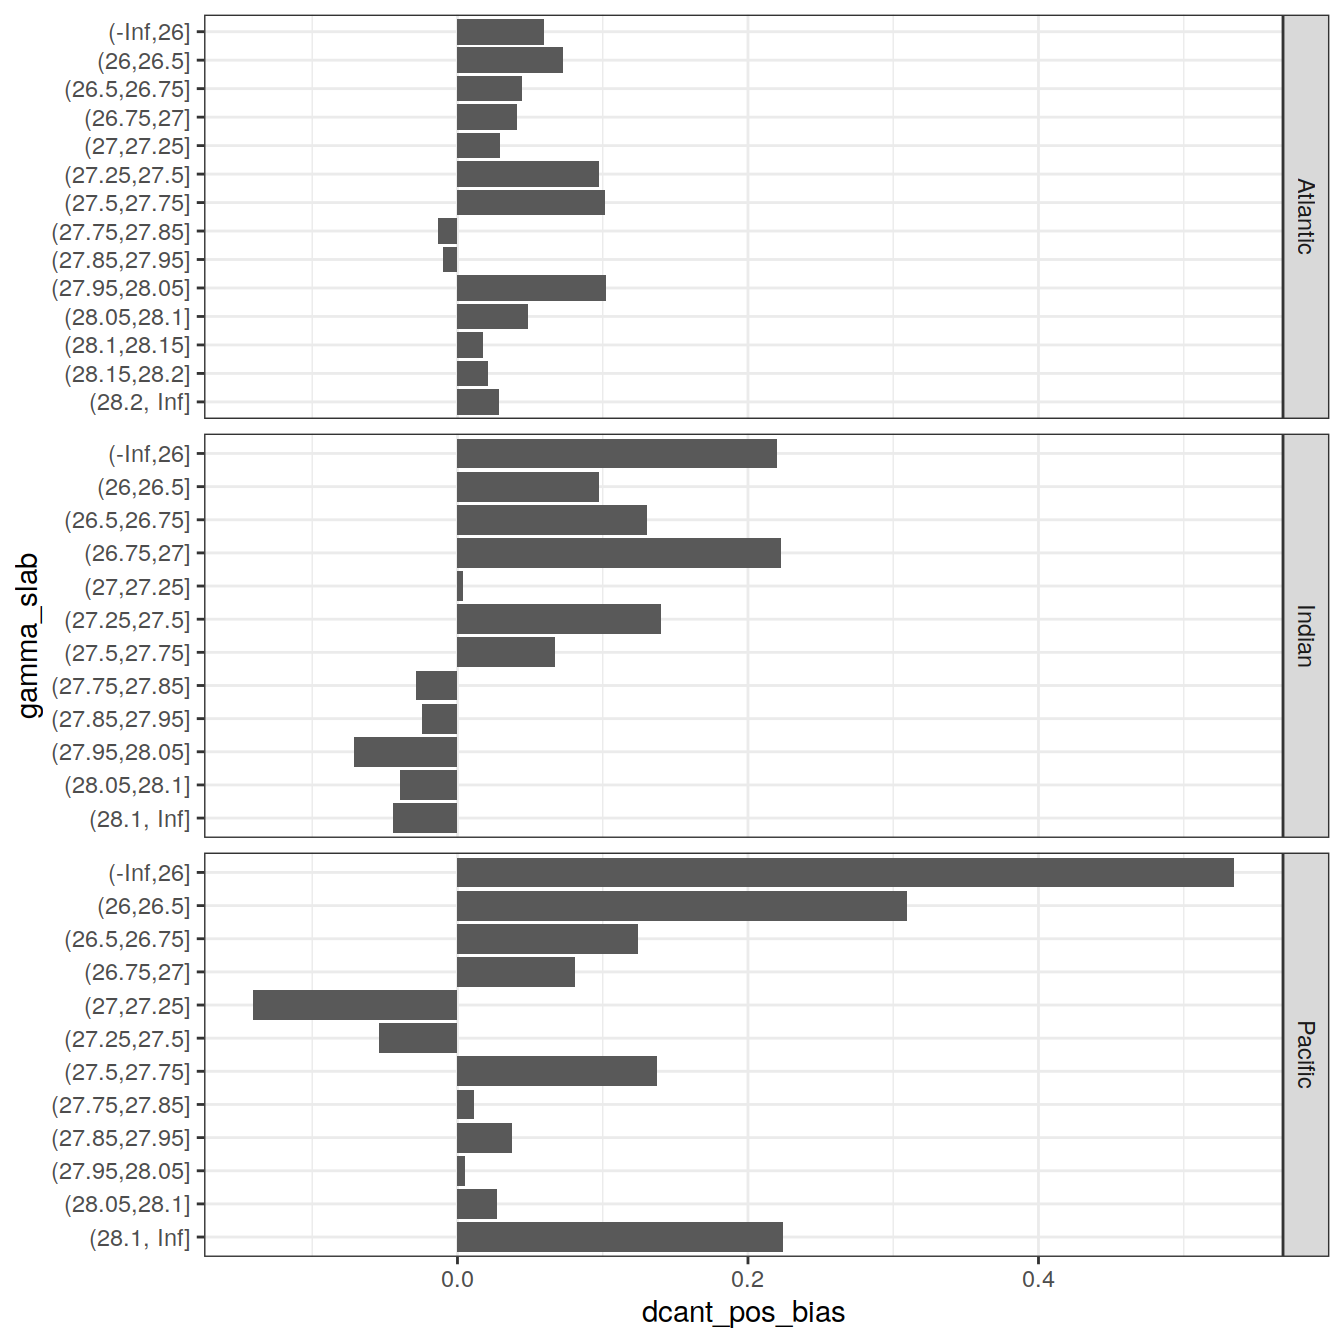 (-Inf,26]
(26,26.5]
(26.5,26.75]
(26.75,27]
(27,27.25]
(27.25,27.5]
(27.5,27.75]
(27.75,27.85]
(27.85,27.95]
(27.95,28.05]
(28.05,28.1]
(28.1,28.15]
(28.15,28.2]
(28.2, Inf]
Atlantic
(-Inf,26]
(26,26.5]
(26.5,26.75]
(26.75,27]
(27,27.25]
(27.25,27.5]
(27.5,27.75]
(27.75,27.85]
(27.85,27.95]
(27.95,28.05]
(28.05,28.1]
(28.1, Inf]
Indian
gamma_slab
(-Inf,26]
(26,26.5]
(26.5,26.75]
(26.75,27]
(27,27.25]
(27.25,27.5]
(27.5,27.75]
(27.75,27.85]
(27.85,27.95]
(27.95,28.05]
(28.05,28.1]
(28.1, Inf]
Pacific
0.0 0.2 0.4
dcant_pos_bias